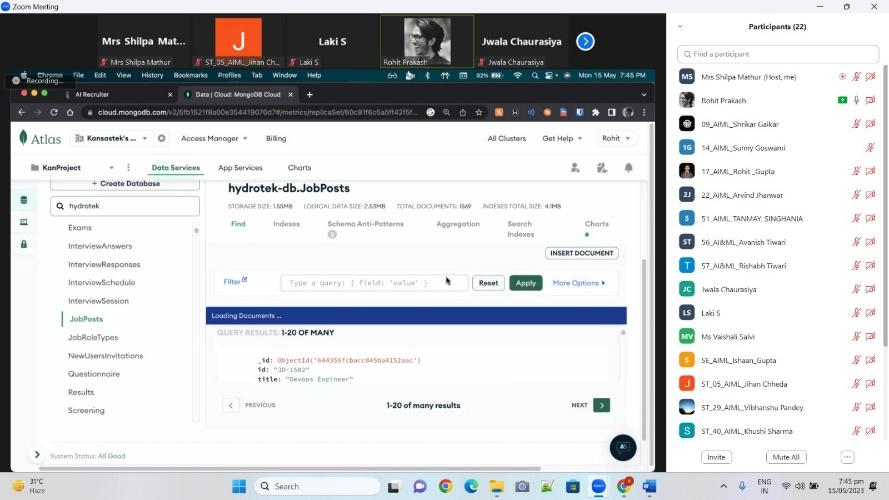 Zoom Meeting
Mrs Shilpa Mat...
J
Laki S
Jwala Chaurasiya
Mrs Shilpa Mathur
ST_05_AIML_Jihan Ch...
Laki S
Rohit Prakash
Jwala Chaurasiya
Recording...
Chrome File Edit View History Bookmarks Profiles Tab Window Help
92%
Mon 15 May 7:45 PM
AI Recruiter
Data | Cloud: MongoDB Cloud
Atlas
Kansastek's ...
Access Manager
Billing
All Clusters
Get Help
Rohit
KanProject
Data Services
App Services
Charts
+ Create Database
hydrotek
Exams
InterviewAnswers
InterviewResponses
InterviewSchedule
InterviewSession
JobPosts
JobRoleTypes
NewUsersInvitations
Questionnaire
Results
Screening
hydrotek-db.JobPosts
STORAGE SIZE: 1.55MB LOGICAL DATA SIZE: 2.53MB TOTAL DOCUMENTS: 1569 INDEXES TOTAL SIZE: 4.1MB
Find
Indexes
Schema Anti-Patterns
0
Aggregation
Search Indexes
Charts
INSERT DOCUMENT
Filter
Type a query: { field: 'value' }
Reset
Apply
More Options
Loading Documents ...
QUERY RESULTS: 1-20 OF MANY
_id: ObjectId('644356fcbacc845ba4152aac')
id: "JD-1582"
title: "Devops Engineer"
PREVIOUS
1-20 of many results
NEXT
System Status: All Good
Participants (22)
Find a participant
MS Mrs Shilpa Mathur (Host, me)
Rohit Prakash
09_AIML_Shrikar Gaikar
1G 14_AIML_Sunny Goswami
17_AIML_Rohit _Gupta
2J 22_AIML_Arvind Jhanwar
5 51_AIML_TANMAY_SINGHANIA
ST 56_AI&ML_Avanish Tiwari
T 57_AI&ML_Rishabh Tiwari
JC Jwala Chaurasiya
LS Laki S
MV Ms Vaishali Salvi
S SE_AIML_Ishaan_Gupta
J ST_05_AIML_Jihan Chheda
ST_29_AIML_Vibhanshu Pandey
S ST_40_AIML_Khushi Sharma
Invite
Mute All
...
31°C
Haze
Search
ENG
IN
7:45 pm
15/05/2023